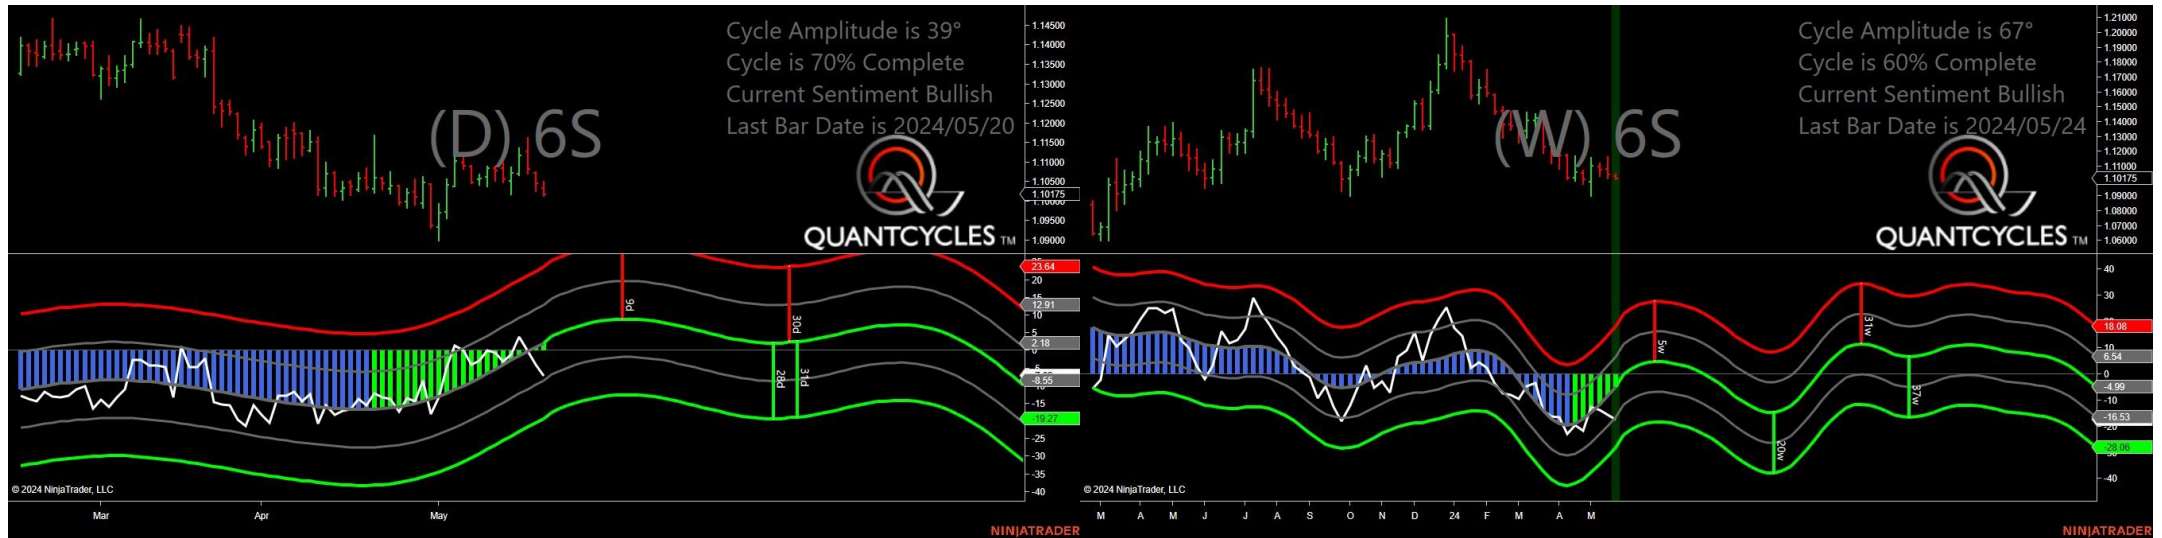 Cycle Amplitude is 39°
Cycle is 70% Complete
Current Sentiment Bullish
Last Bar Date is 2024/05/20
(D) 6S
QUANTCYCLES TM
1.14500
1.14000
1.13500
1.13000
1.12500
1.12000
1.11500
1.11000
1.10500
1.10175
1.09500
1.09000
23.64
20
12.91
10
5
2.18
0
-8.55
-15
-19.27
-25
-30
-35
-40
9d
30d
28d
31d
© 2024 NinjaTrader, LLC
Mar
Apr
May
NINJATRADER
Cycle Amplitude is 67°
Cycle is 60% Complete
Current Sentiment Bullish
Last Bar Date is 2024/05/24
(W) 6S
QUANTCYCLES TM
1.21000
1.20000
1.19000
1.18000
1.17000
1.16000
1.15000
1.14000
1.13000
1.12000
1.11000
1.10175
1.09000
1.08000
1.07000
1.06000
40
30
18.08
10
6.54
0
-4.99
-10
-16.53
-28.06
-40
5w
31w
20w
37w
© 2024 NinjaTrader, LLC
M
A
M
J
J
A
S
O
N
D
24
F
M
A
M
NINJATRADER